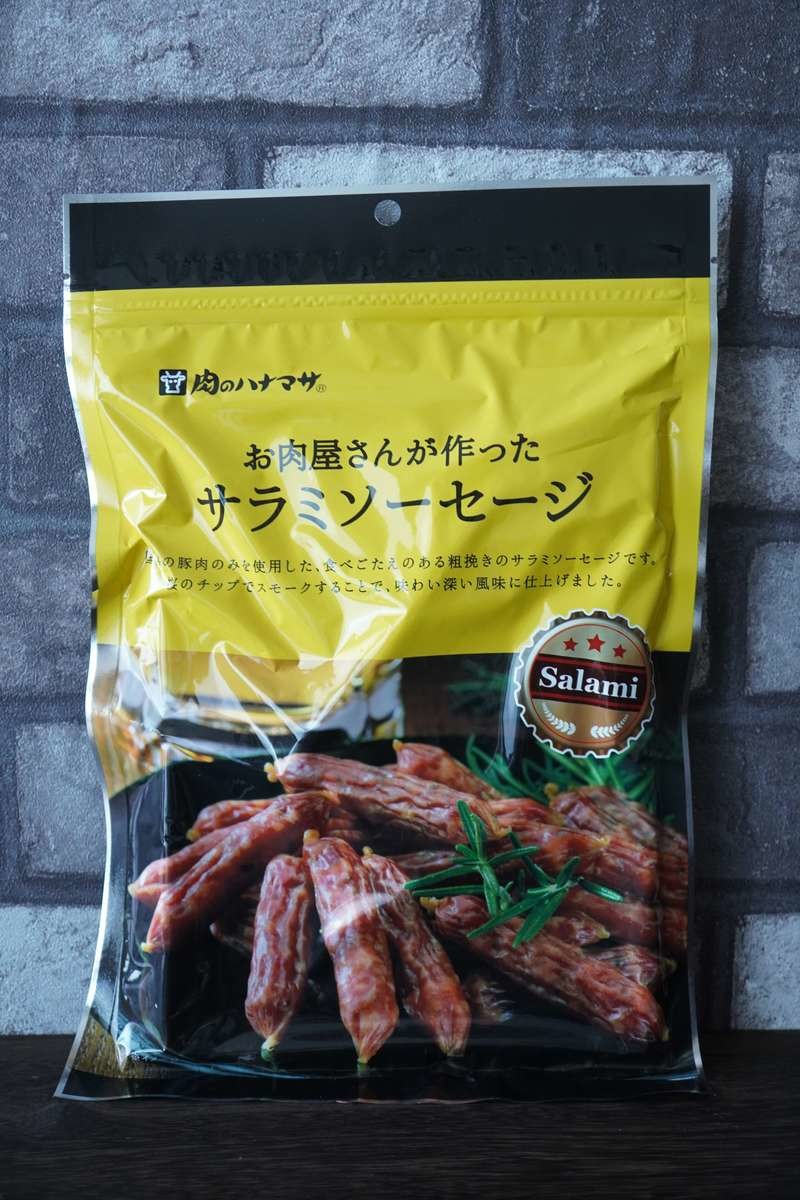 肉のハナマサ®
お肉屋さんが作った
サラミソーセージ
の豚肉のみを使用した、食べごたえのある粗挽きのサラミソーセージです。
桜のチップでスモークすることで、味わい深い風味に仕上げました。
Salami